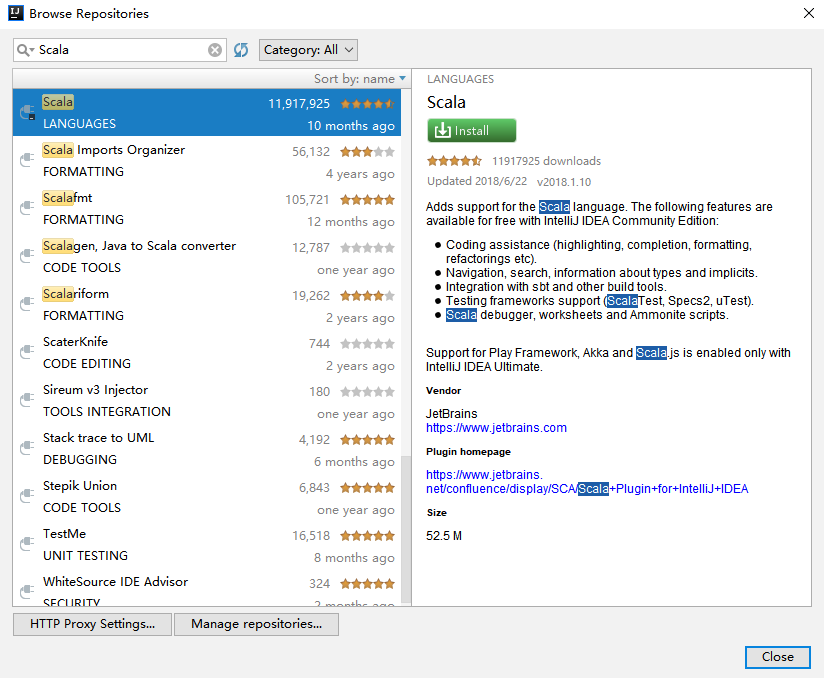 Browse Repositories
Scala
Category: All
Sort by: name
Scala
11,917,925
LANGUAGES
10 months ago
Scala Imports Organizer
56,132
FORMATTING
4 years ago
Scalafmt
105,721
FORMATTING
12 months ago
Scalagen, Java to Scala converter
12,787
CODE TOOLS
one year ago
Scalariform
19,262
FORMATTING
2 years ago
ScaterKnife
744
CODE EDITING
2 years ago
Sireum v3 Injector
180
TOOLS INTEGRATION
one year ago
Stack trace to UML
4,192
DEBUGGING
6 months ago
Stepik Union
6,843
CODE TOOLS
one year ago
TestMe
16,518
UNIT TESTING
8 months ago
WhiteSource IDE Advisor
324
SECURITY
2 months ago
LANGUAGES
Scala
Install
11917925 downloads
Updated 2018/6/22 v2018.1.10
Adds support for the Scala language. The following features are
available for free with IntelliJ IDEA Community Edition:
Coding assistance (highlighting, completion, formatting,
refactorings etc).
Navigation, search, information about types and implicits.
Integration with sbt and other build tools.
Testing frameworks support (ScalaTest, Specs2, uTest).
Scala debugger, worksheets and Ammonite scripts.
Support for Play Framework, Akka and Scala.js is enabled only with
IntelliJ IDEA Ultimate.
Vendor
JetBrains
https://www.jetbrains.com
Plugin homepage
https://www.jetbrains.
net/confluence/display/SCA/Scala+Plugin+for+IntelliJ+IDEA
Size
52.5 M
HTTP Proxy Settings...
Manage repositories...
Close